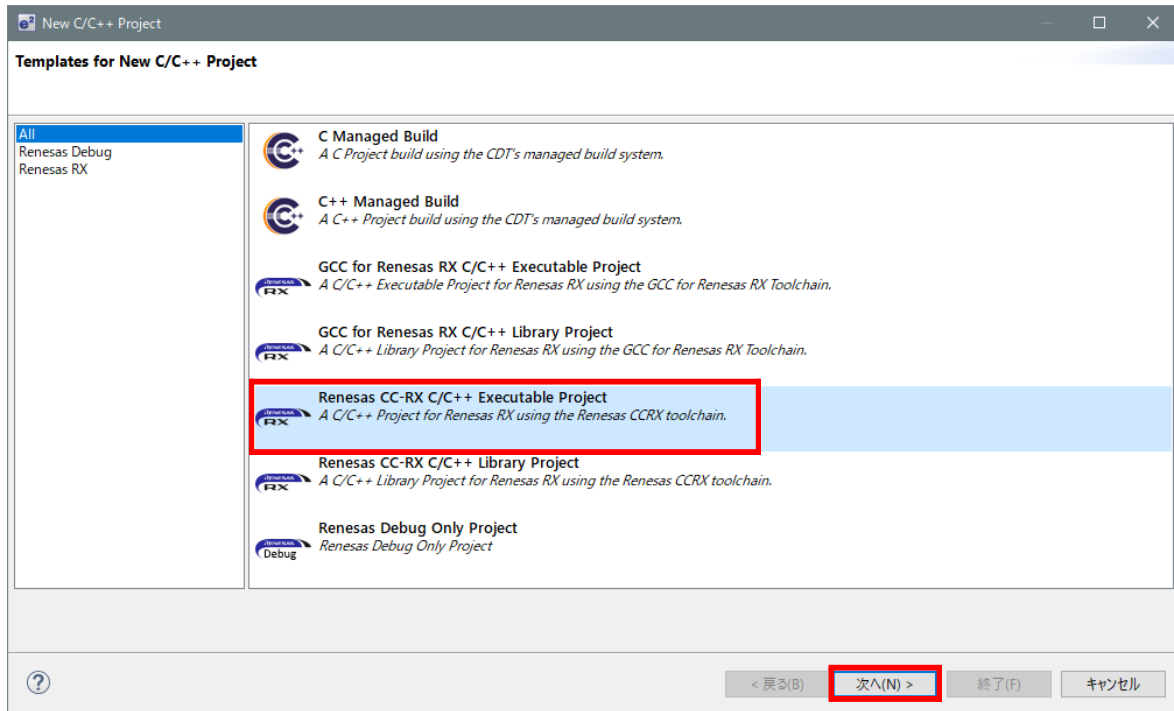 e² New C/C++ Project
Templates for New C/C++ Project
All
Renesas Debug
Renesas RX
C Managed Build
A C Project build using the CDT's managed build system.
C++ Managed Build
A C++ Project build using the CDT's managed build system.
GCC for Renesas RX C/C++ Executable Project
A C/C++ Executable Project for Renesas RX using the GCC for Renesas RX Toolchain.
RENESAS RX
GCC for Renesas RX C/C++ Library Project
A C/C++ Library Project for Renesas RX using the GCC for Renesas RX Toolchain.
RENESAS RX
Renesas CC-RX C/C++ Executable Project
A C/C++ Project for Renesas RX using the Renesas CCRX toolchain.
RENESAS RX
Renesas CC-RX C/C++ Library Project
A C/C++ Library Project for Renesas RX using the Renesas CCRX toolchain.
RENESAS RX
Renesas Debug Only Project
Renesas Debug Only Project
RENESAS Debug
? < 戻る(B) 次へ(N) > 終了(F) キャンセル